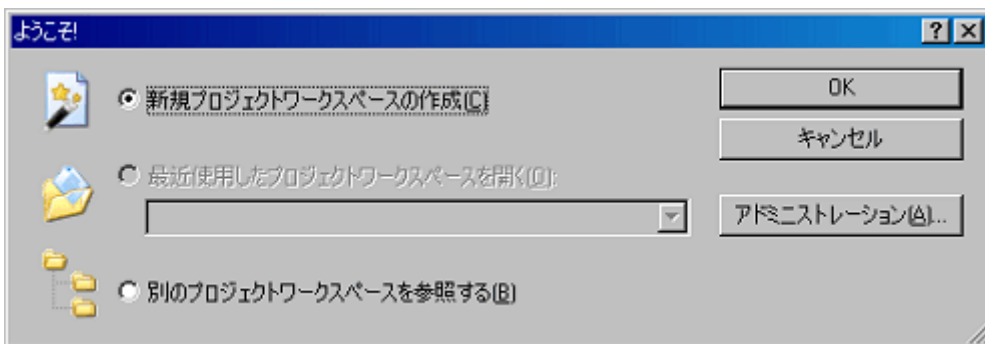 ようこそ!
新規プロジェクトワークスペースの作成(C)
OK
キャンセル
最近使用したプロジェクトワークスペースを開く(O):
アドミニストレーション(A)...
別のプロジェクトワークスペースを参照する(B)